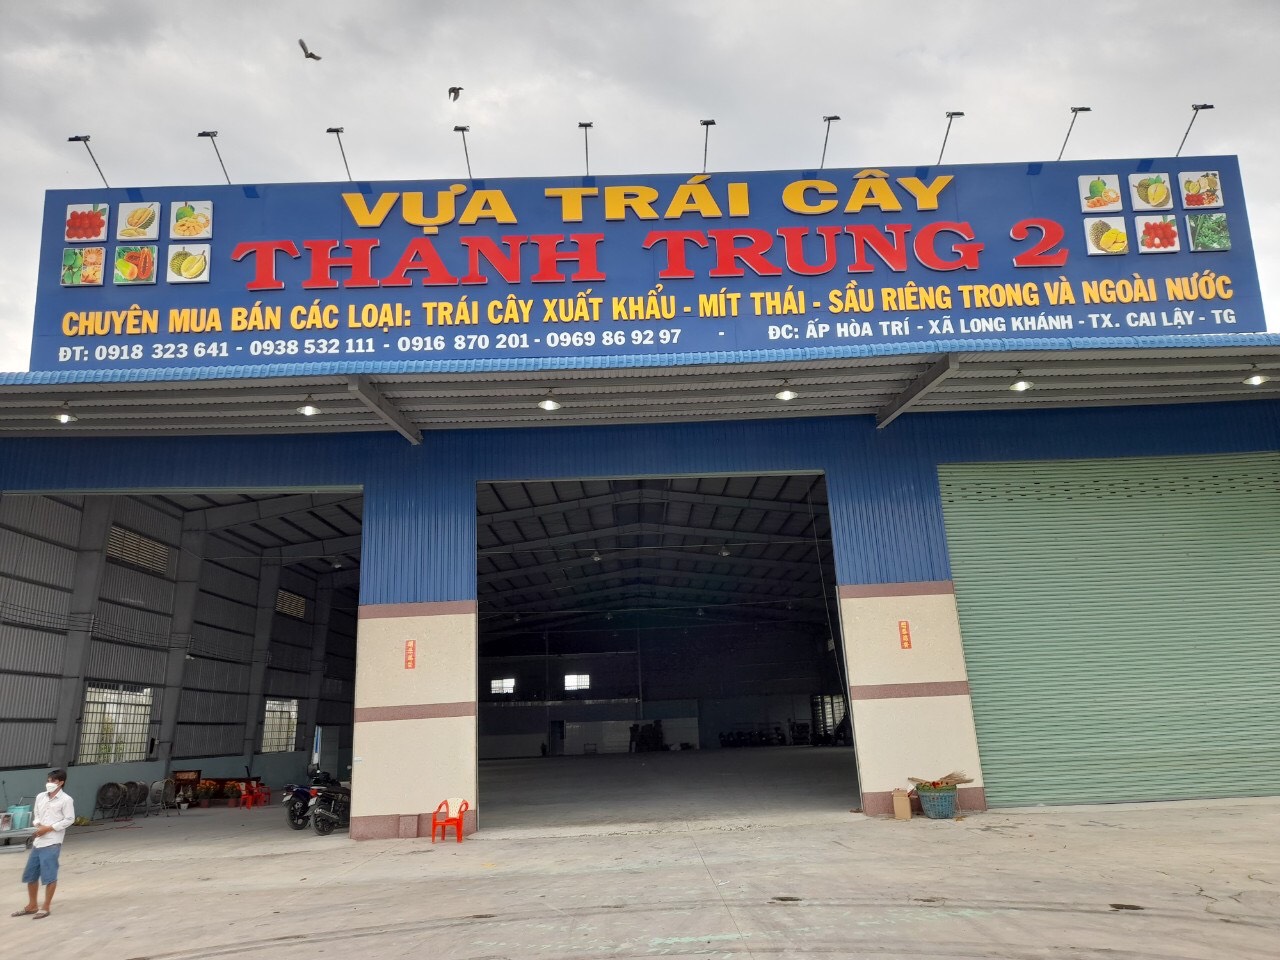 VỰA TRÁI CÂY
THANH TRUNG 2
CHUYÊN MUA BÁN CÁC LOẠI: TRÁI CÂY XUẤT KHẨU - MÍT THÁI - SẦU RIÊNG TRONG VÀ NGOÀI NƯỚC
ĐT: 0918 323 641 - 0938 532 111 - 0916 870 201 - 0969 86 92 97 - ĐC: ẤP HÒA TRÍ - XÃ LONG KHÁNH - TX. CAI LẬY - TG